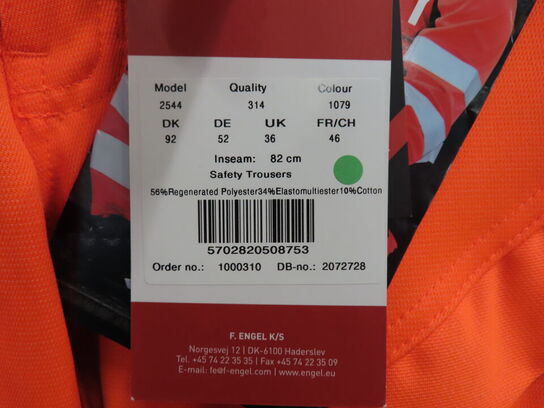 Model Quality Colour
2544 314 1079
DK DE UK FR/CH
92 52 36 46
Inseam: 82 cm
Safety Trousers
56%Regenerated Polyester34%Elastomultiester10%Cotton
5702820508753
Order no.: 1000310 DB-no.: 2072728
F. ENGEL K/S
Norgesvej 12 | DK-6100 Haderslev
Tel. +45 74 22 35 35 | Fax +45 74 22 35 09
E-mail: fe@f-engel.com | www.engel.eu